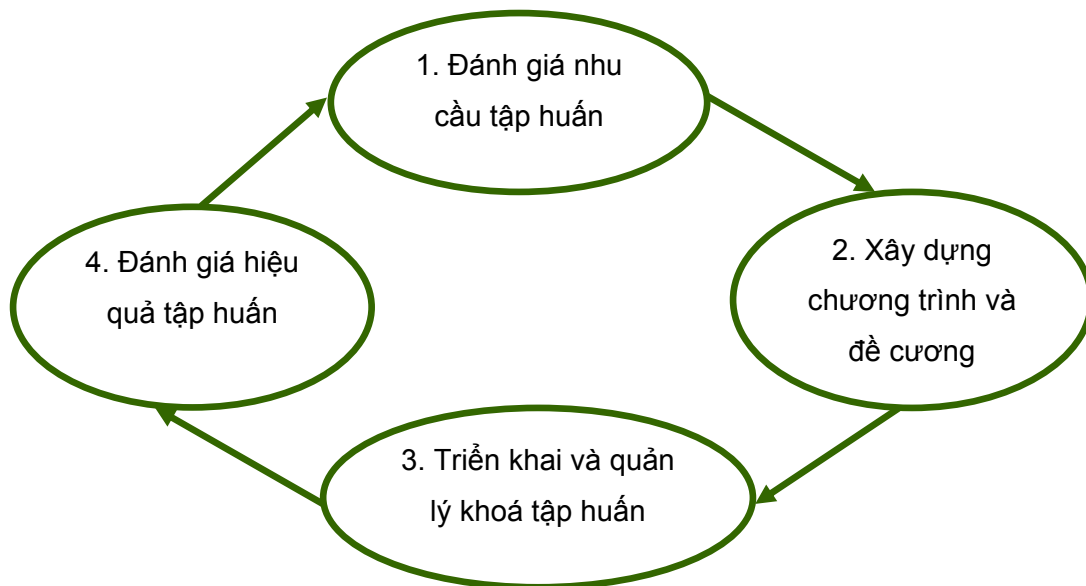 1. Đánh giá nhu
cầu tập huấn
2. Xây dựng
chương trình và
đề cương
3. Triển khai và quản
lý khoá tập huấn
4. Đánh giá hiệu
quả tập huấn